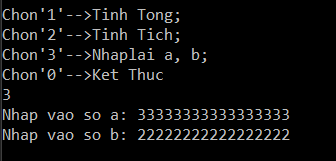 Chon'1'-->Tinh Tong;
Chon'2'-->Tinh Tich;
Chon'3'-->Nhaplai a, b;
Chon'0'-->Ket Thuc
3
Nhap vao so a: 33333333333333333
Nhap vao so b: 22222222222222222